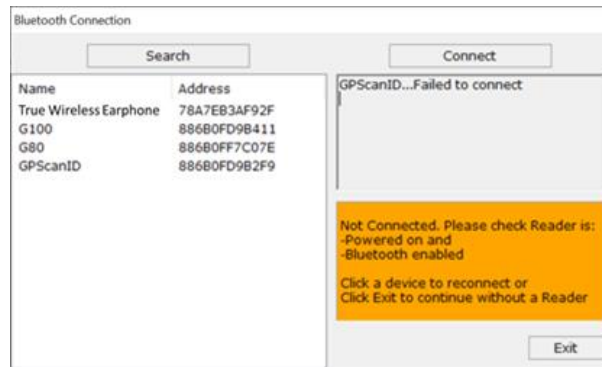 Bluetooth Connection
Search
Connect
Name Address
True Wireless Earphone 78A7EB3AF92F
G100 886B0FD9B411
G80 886B0FF7C07E
GPScanID 886B0FD9B2F9
GPScanID...Failed to connect
Not Connected. Please check Reader is:
-Powered on and
-Bluetooth enabled
Click a device to reconnect or
Click Exit to continue without a Reader
Exit